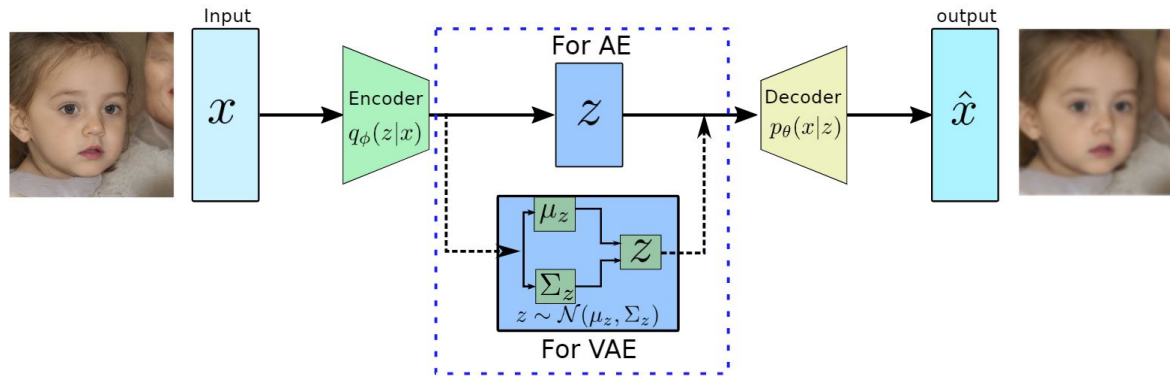 Input
x
Encoder
qϕ(z|x)
For AE
z
μz
Σz
z
z ∼ 𝒩(μz, Σz)
For VAE
Decoder
pθ(x|z)
output
x̂